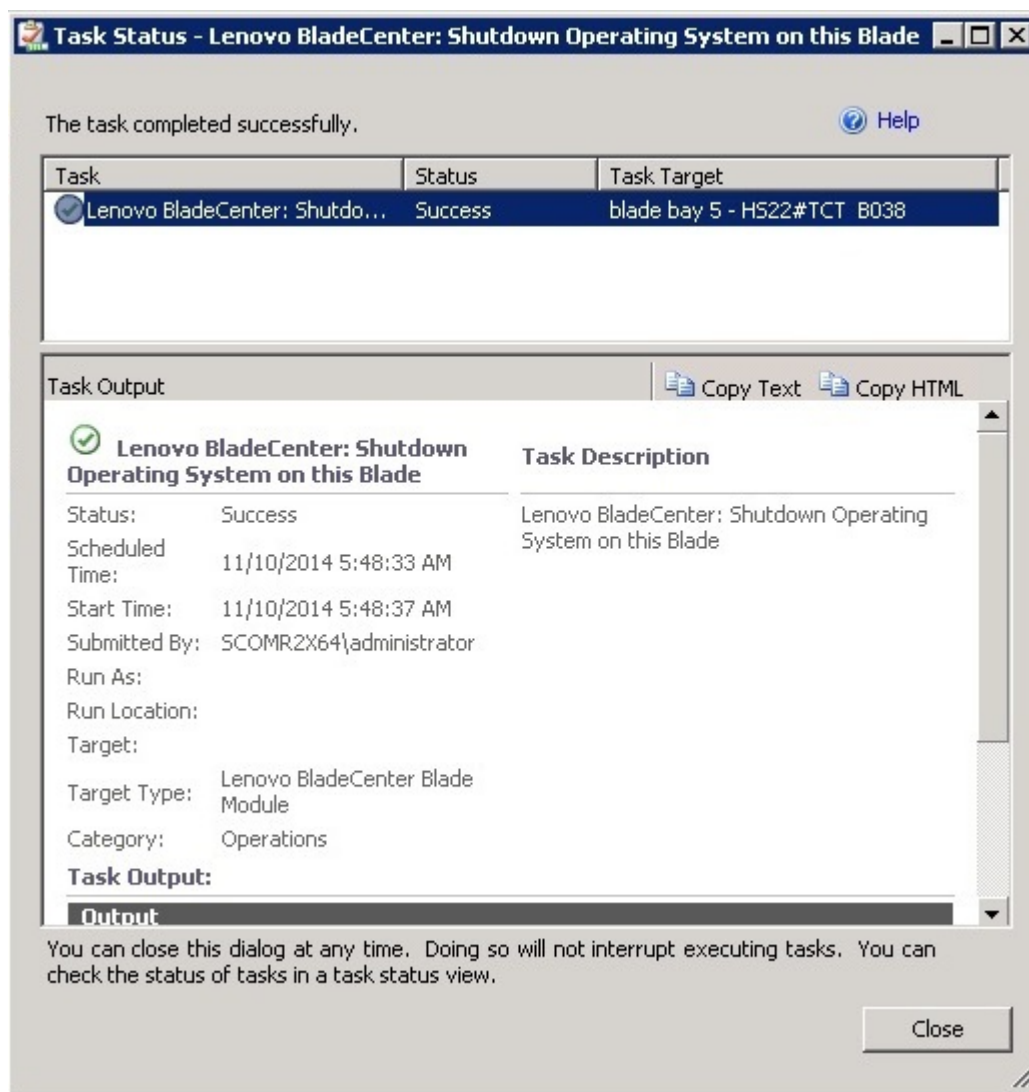 Task Status - Lenovo BladeCenter: Shutdown Operating System on this Blade
The task completed successfully.
Help
Task Status Task Target
Lenovo BladeCenter: Shutdo... Success blade bay 5 - HS22#TCT B038
Task Output
Copy Text Copy HTML
Lenovo BladeCenter: Shutdown
Operating System on this Blade
Task Description
Status: Success
Lenovo BladeCenter: Shutdown Operating
System on this Blade
Scheduled
Time: 11/10/2014 5:48:33 AM
Start Time: 11/10/2014 5:48:37 AM
Submitted By: SCOMR2X64\administrator
Run As:
Run Location:
Target:
Target Type: Lenovo BladeCenter Blade
Module
Category: Operations
Task Output:
Output
You can close this dialog at any time. Doing so will not interrupt executing tasks. You can
check the status of tasks in a task status view.
Close